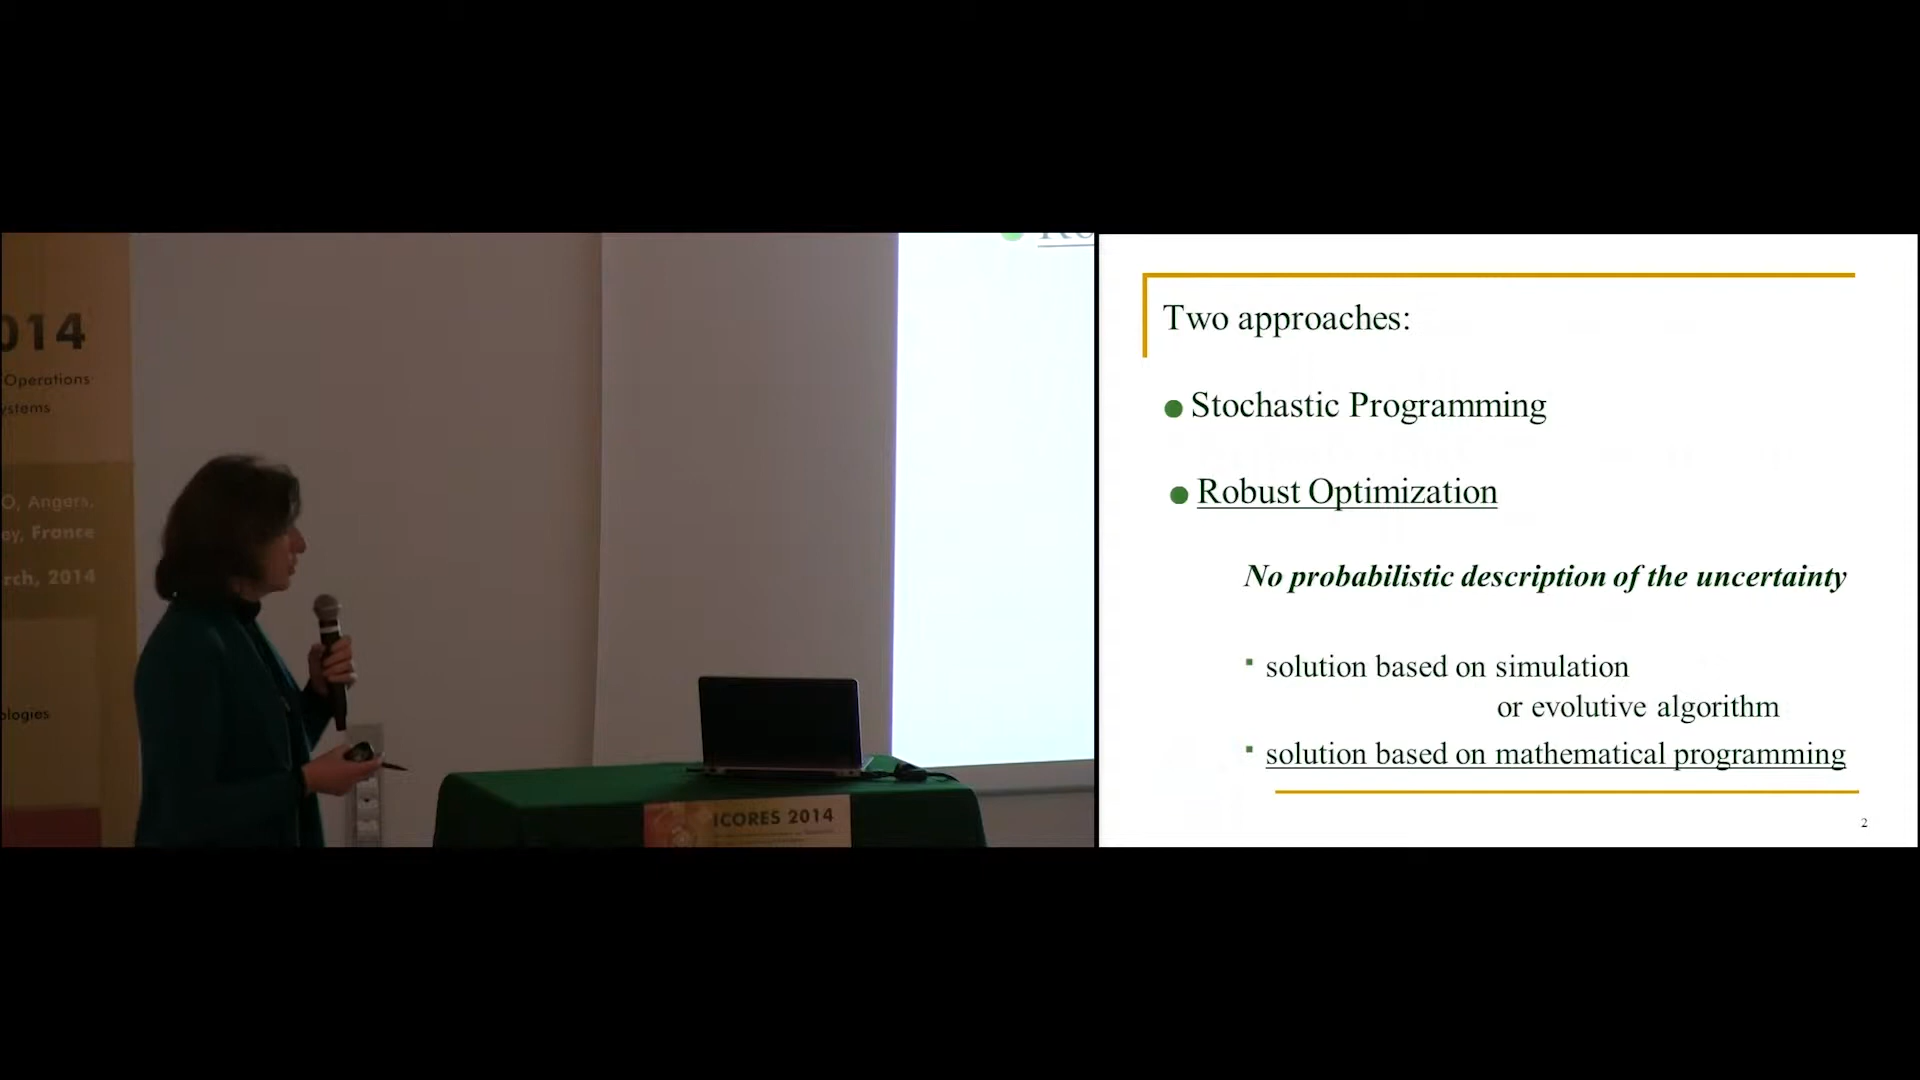 014
Operations
ystems
O, Angers,
ey, France
rch, 2014
ologies
ICORES 2014
Two approaches:
Stochastic Programming
Robust Optimization
No probabilistic description of the uncertainty
solution based on simulation
or evolutive algorithm
solution based on mathematical programming
2